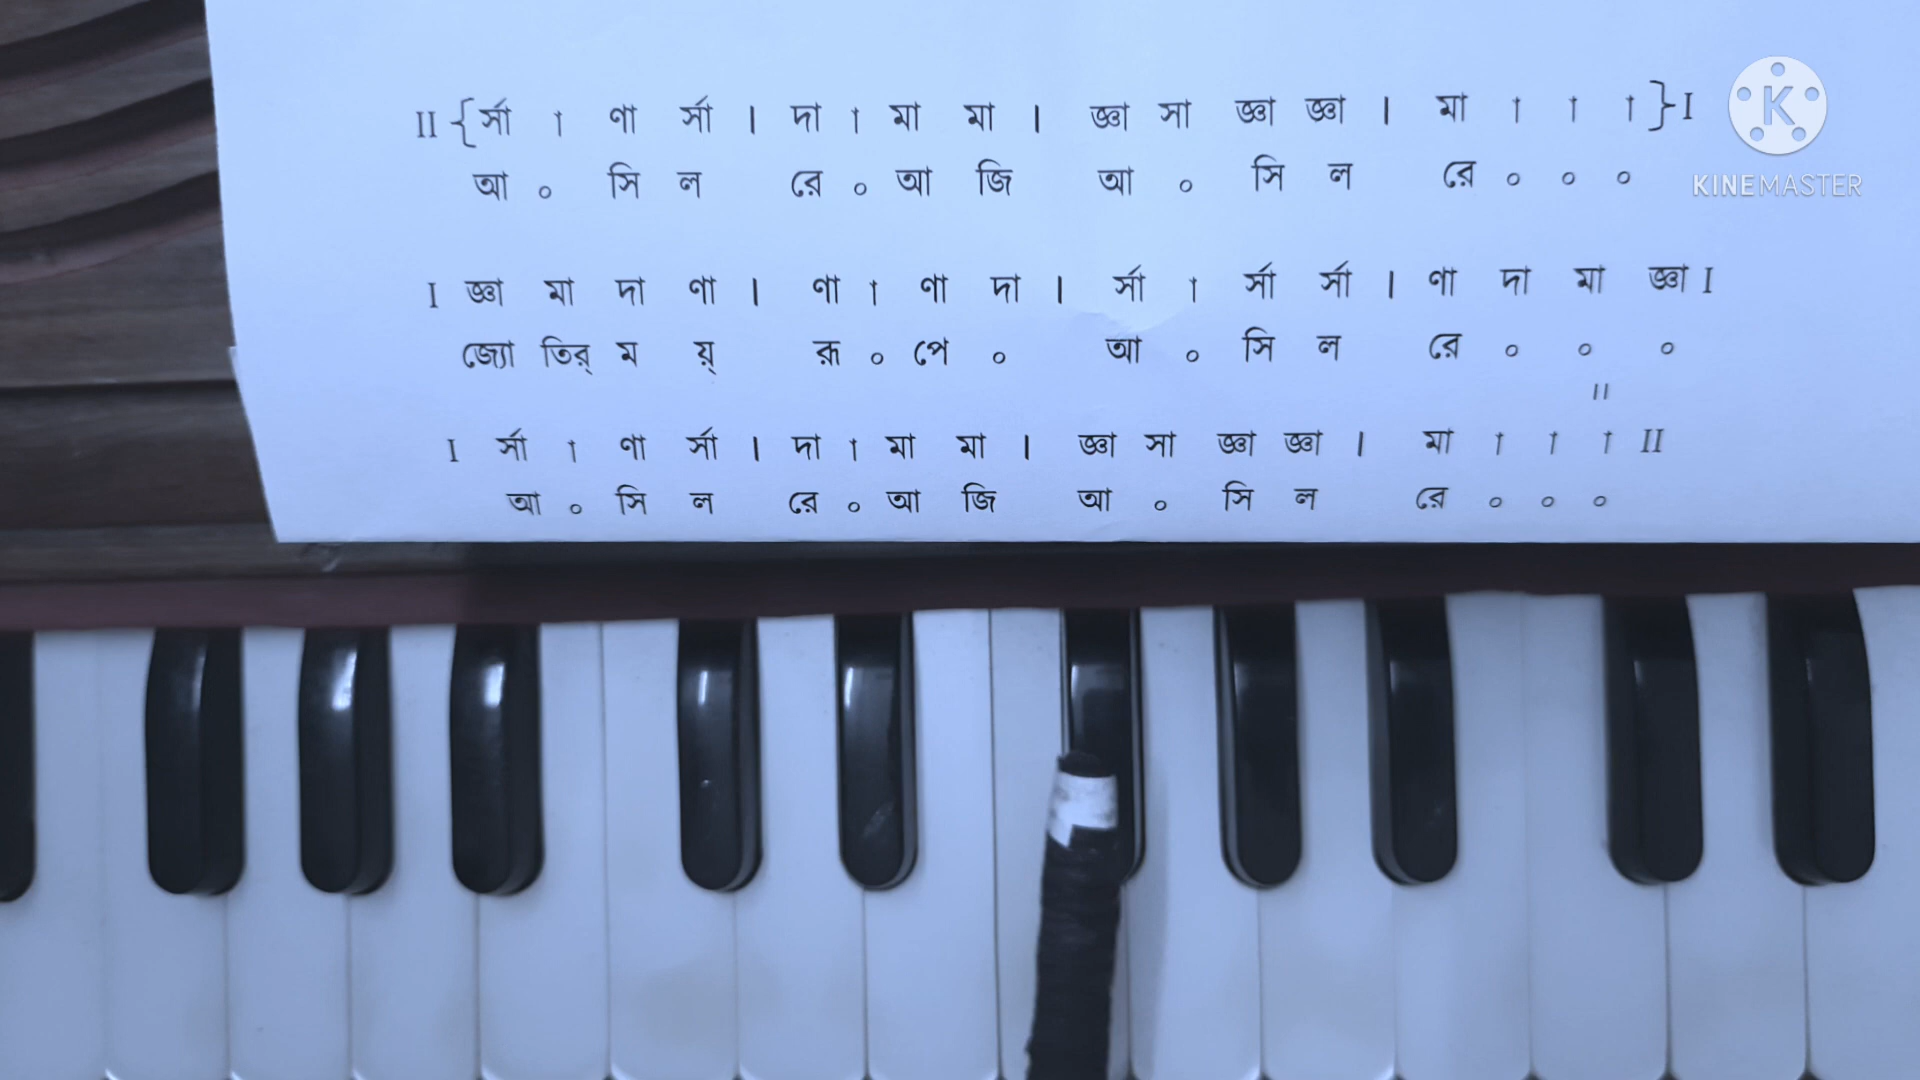 II {র্সা া ণা র্সা । দা া মা মা । জ্ঞা সা জ্ঞা জ্ঞা । মা া া া } I
আ ০ সি ল রে ০ আ জি আ ০ সি ল রে ০ ০ ০
I জ্ঞা মা দা ণা । ণা া ণা দা । র্সা া র্সা র্সা । ণা দা মা জ্ঞা I
জ্যো তির্ ম য়্ রূ ০ পে ০ আ ০ সি ল রে ০ ০ ০
II
I র্সা া ণা র্সা । দা া মা মা । জ্ঞা সা জ্ঞা জ্ঞা । মা া া া II
আ ০ সি ল রে ০ আ জি আ ০ সি ল রে ০ ০ ০
K
KINEMASTER